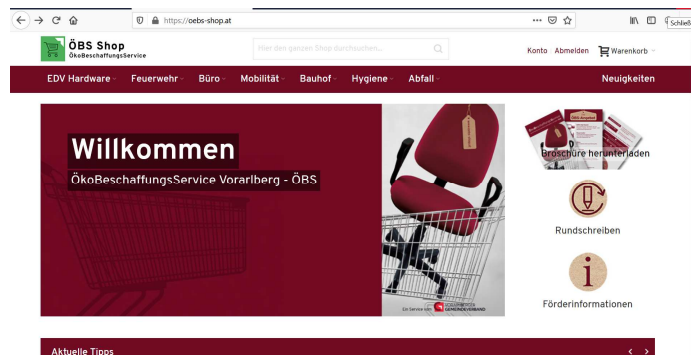 https://oebs-shop.at
Schließ
ÖBS Shop
ÖkoBeschaffungsService
Hier den ganzen Shop durchsuchen...
Konto Abmelden Warenkorb
EDV Hardware Feuerwehr Büro Mobilität Bauhof Hygiene Abfall Neuigkeiten
Willkommen
ÖkoBeschaffungsService Vorarlberg - ÖBS
Broschüre herunterladen
Rundschreiben
Förderinformationen
Ein Service vom VORARLBERGER
GEMEINDEVERBAND
Aktuelle Tipps